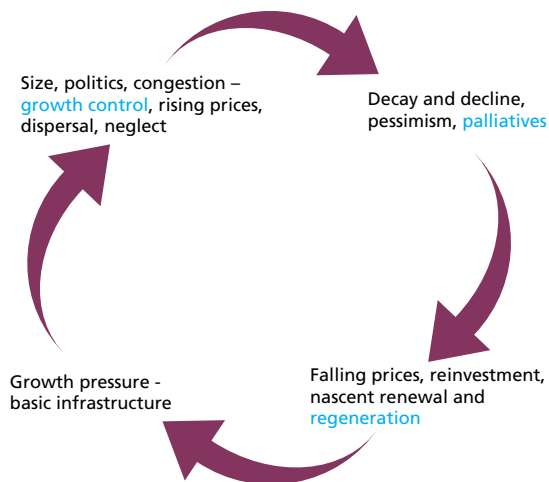 Size, politics, congestion –
growth control, rising prices,
dispersal, neglect
Decay and decline,
pessimism, palliatives
Falling prices, reinvestment,
nascent renewal and
regeneration
Growth pressure -
basic infrastructure